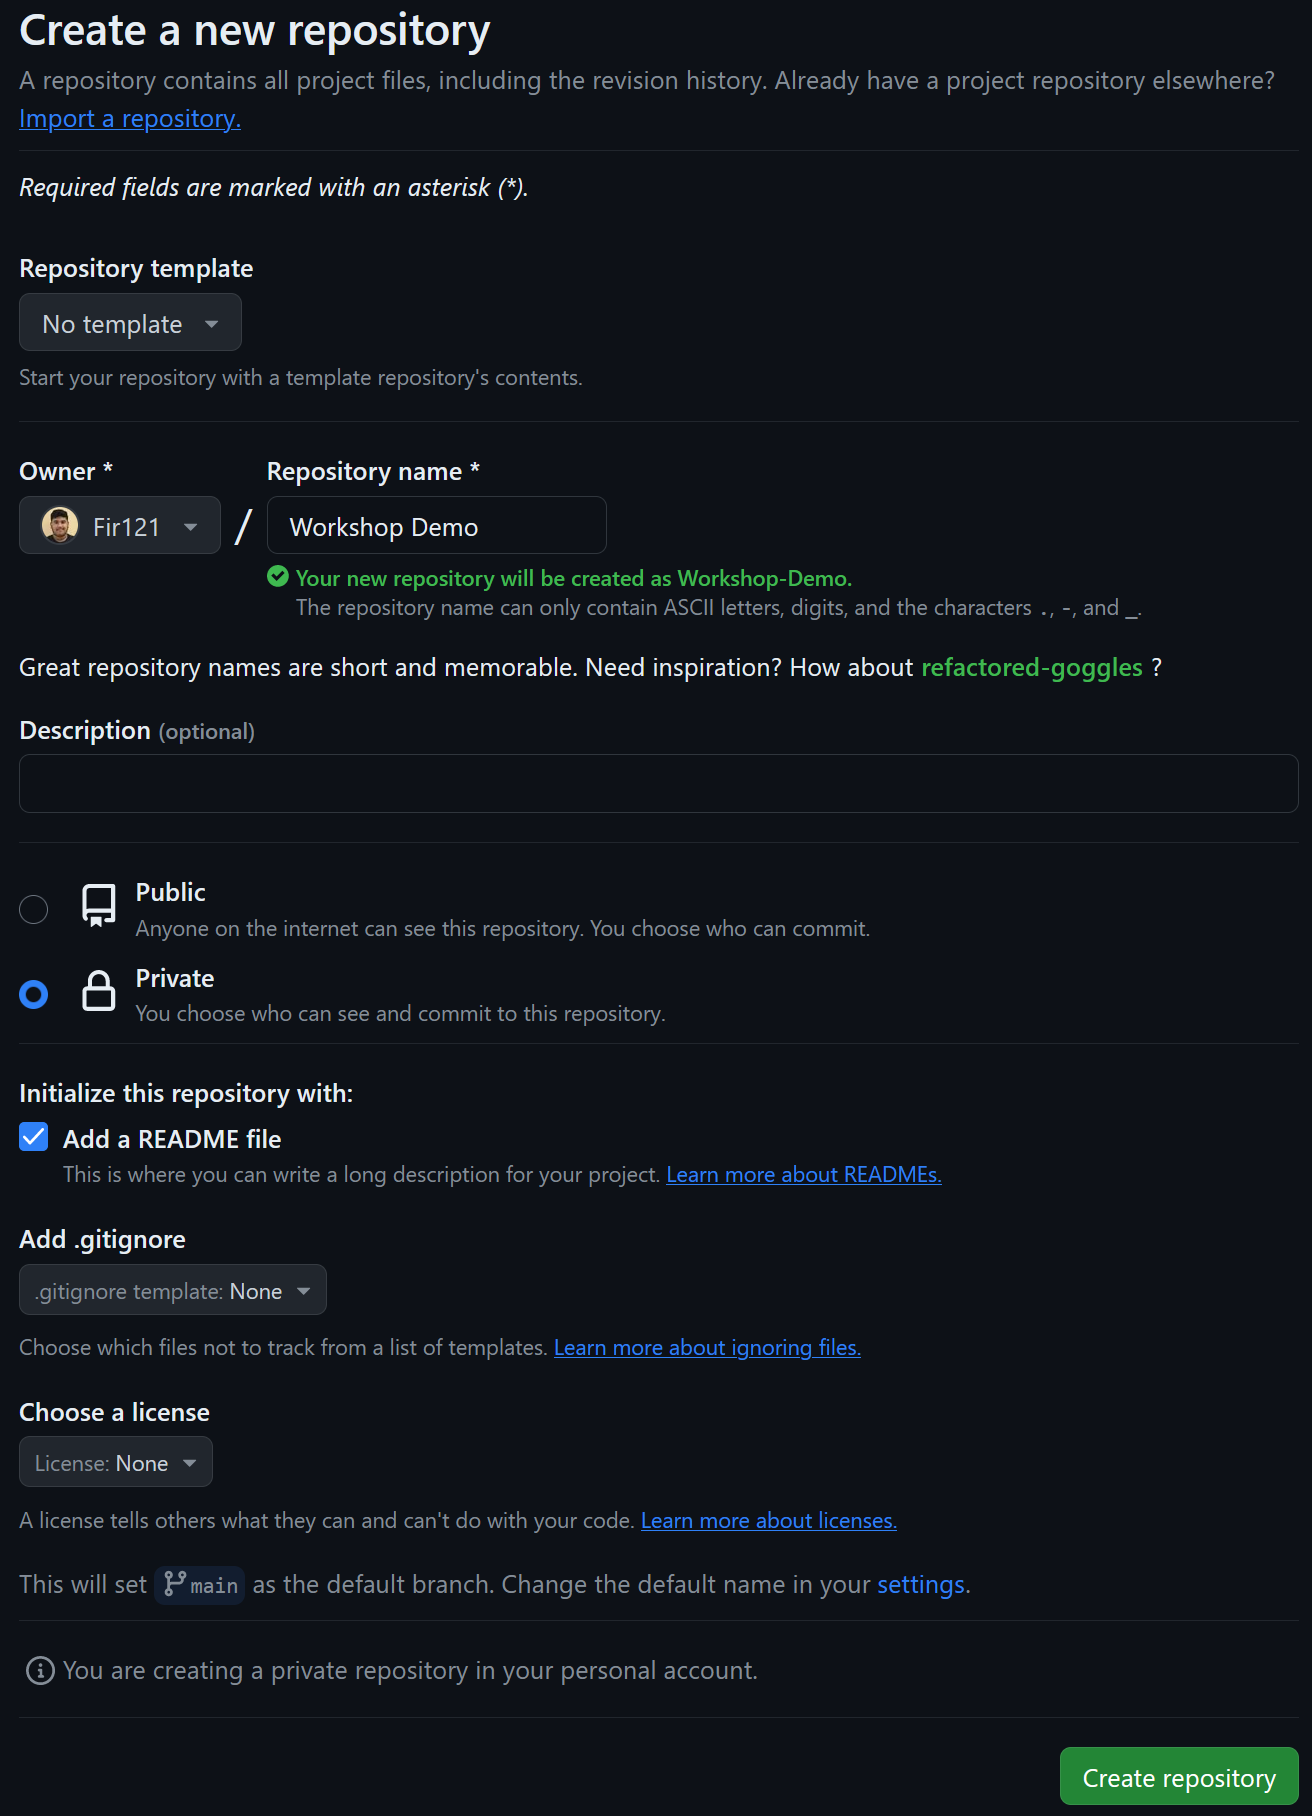 Create a new repository
A repository contains all project files, including the revision history. Already have a project repository elsewhere?
Import a repository.
Required fields are marked with an asterisk (*).
Repository template
No template
Start your repository with a template repository's contents.
Owner *
Repository name *
Fir121
/
Workshop Demo
Your new repository will be created as Workshop-Demo.
The repository name can only contain ASCII letters, digits, and the characters ., -, and _.
Great repository names are short and memorable. Need inspiration? How about refactored-goggles ?
Description (optional)
Public
Anyone on the internet can see this repository. You choose who can commit.
Private
You choose who can see and commit to this repository.
Initialize this repository with:
Add a README file
This is where you can write a long description for your project. Learn more about READMEs.
Add .gitignore
.gitignore template: None
Choose which files not to track from a list of templates. Learn more about ignoring files.
Choose a license
License: None
A license tells others what they can and can't do with your code. Learn more about licenses.
This will set main as the default branch. Change the default name in your settings.
You are creating a private repository in your personal account.
Create repository